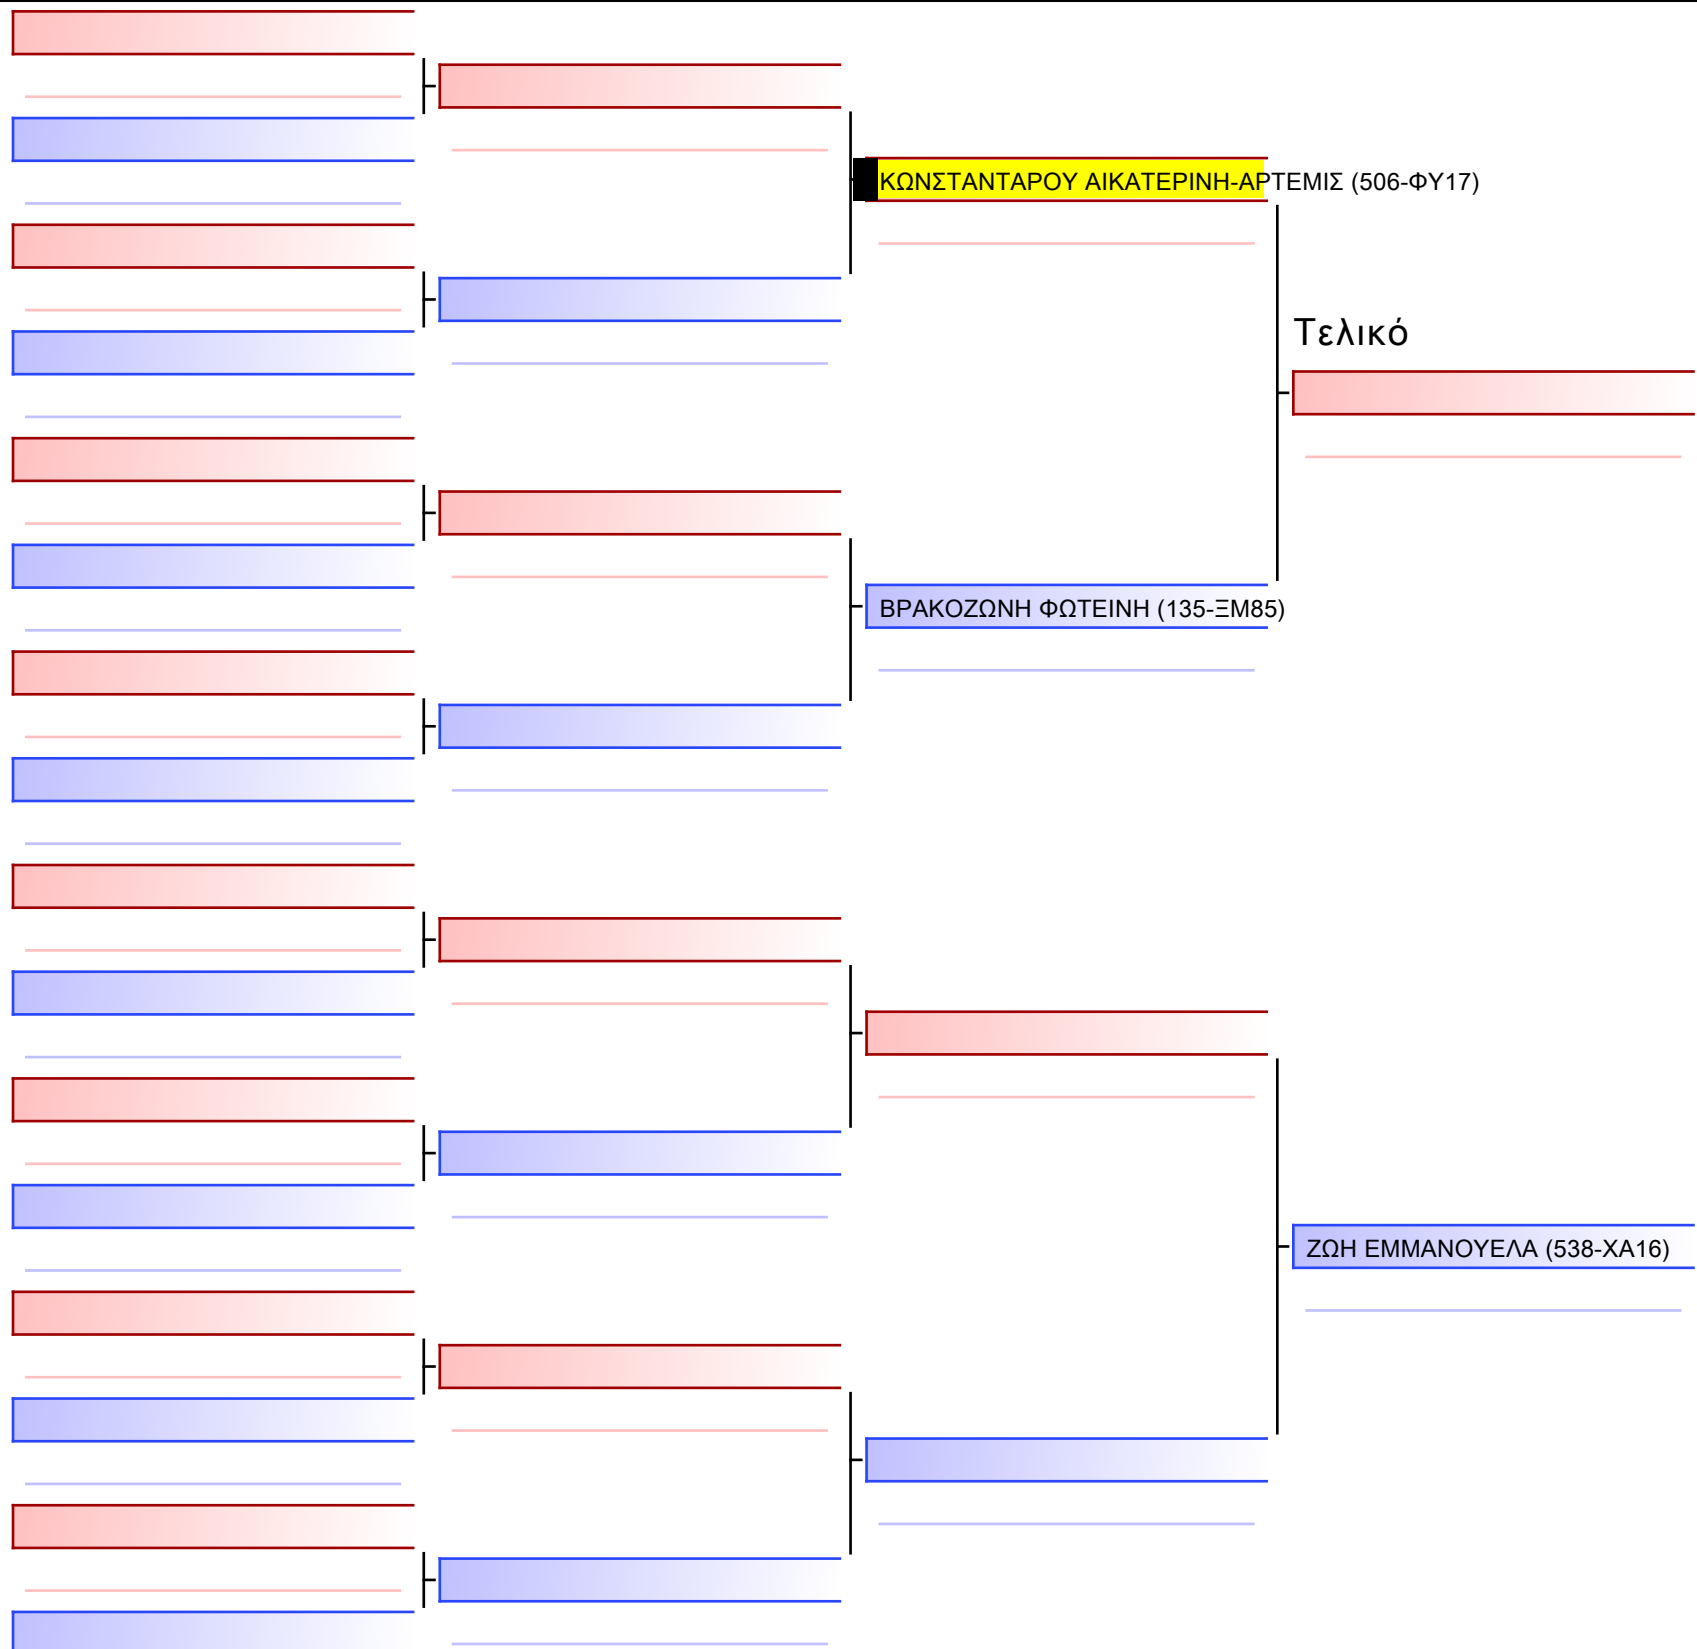 ΚΩΝΣΤΑΝΤΑΡΟΥ ΑΙΚΑΤΕΡΙΝΗ-ΑΡΤΕΜΙΣ (506-ΦΥ17)
Τελικό
ΒΡΑΚΟΖΩΝΗ ΦΩΤΕΙΝΗ (135-ΞΜ85)
ΖΩΗ ΕΜΜΑΝΟΥΕΛΑ (538-ΧΑ16)